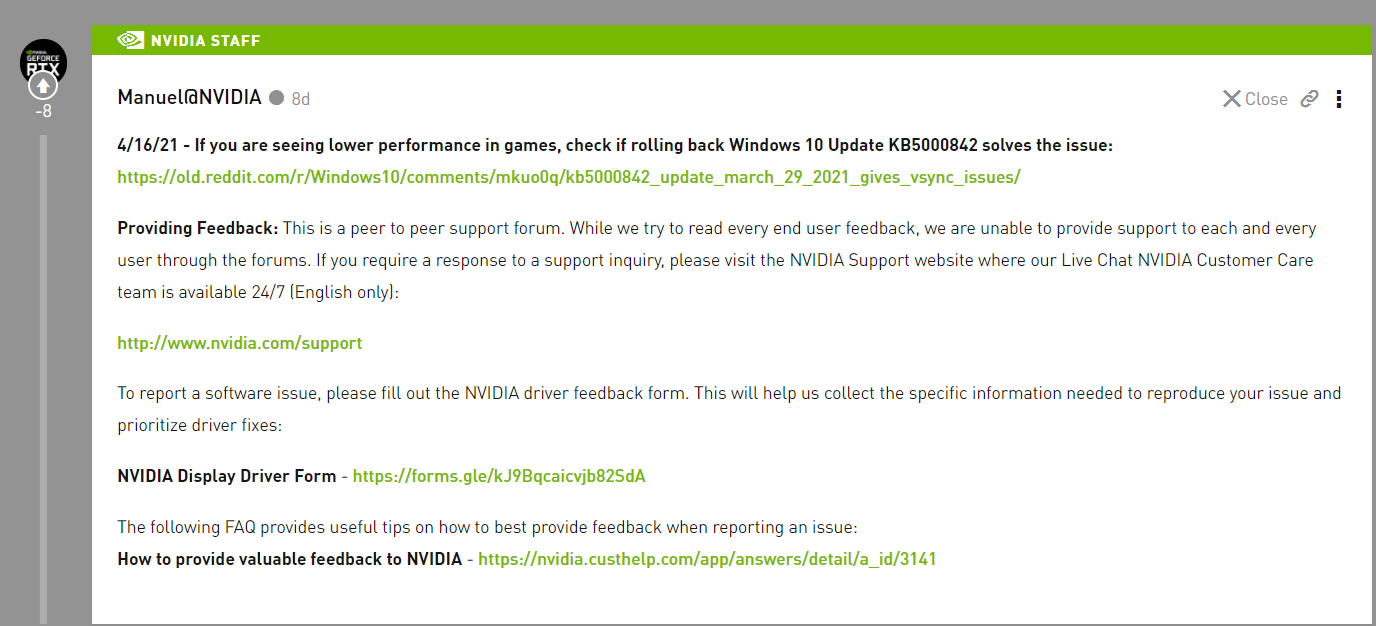 NVIDIA STAFF
NVIDIA
GEFORCE
RTX
-8
Manuel@NVIDIA 8d
Close
4/16/21 - If you are seeing lower performance in games, check if rolling back Windows 10 Update KB5000842 solves the issue:
https://old.reddit.com/r/Windows10/comments/mkuo0q/kb5000842_update_march_29_2021_gives_vsync_issues/
Providing Feedback: This is a peer to peer support forum. While we try to read every end user feedback, we are unable to provide support to each and every
user through the forums. If you require a response to a support inquiry, please visit the NVIDIA Support website where our Live Chat NVIDIA Customer Care
team is available 24/7 (English only):
http://www.nvidia.com/support
To report a software issue, please fill out the NVIDIA driver feedback form. This will help us collect the specific information needed to reproduce your issue and
prioritize driver fixes:
NVIDIA Display Driver Form - https://forms.gle/kJ9Bqcaicvjb82SdA
The following FAQ provides useful tips on how to best provide feedback when reporting an issue:
How to provide valuable feedback to NVIDIA - https://nvidia.custhelp.com/app/answers/detail/a_id/3141